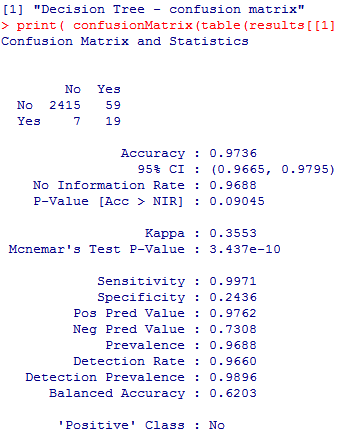 [1] "Decision Tree - confusion matrix"
> print( confusionMatrix(table(results[[1]
Confusion Matrix and Statistics
No Yes
No 2415 59
Yes 7 19
Accuracy : 0.9736
95% CI : (0.9665, 0.9795)
No Information Rate : 0.9688
P-Value [Acc > NIR] : 0.09045
Kappa : 0.3553
Mcnemar's Test P-Value : 3.437e-10
Sensitivity : 0.9971
Specificity : 0.2436
Pos Pred Value : 0.9762
Neg Pred Value : 0.7308
Prevalence : 0.9688
Detection Rate : 0.9660
Detection Prevalence : 0.9896
Balanced Accuracy : 0.6203
'Positive' Class : No